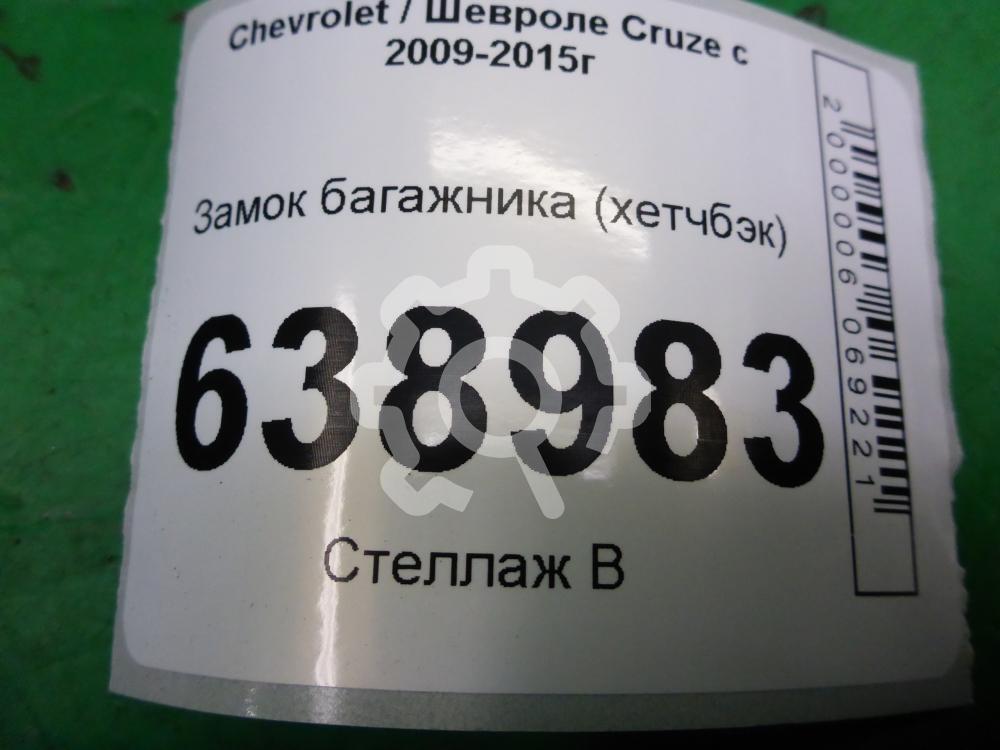 Chevrolet / Шевроле Cruze с
2009-2015г
Замок багажника (хетчбэк)
638983
Стеллаж В
2000006069221